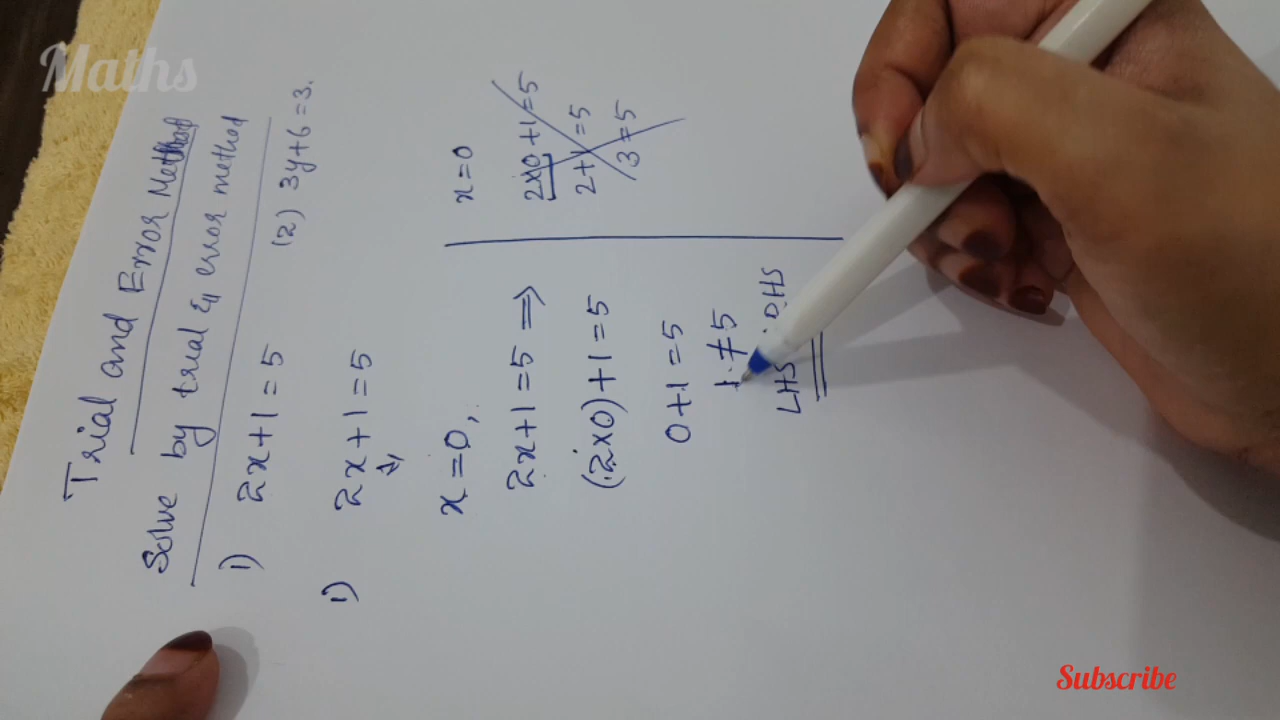 Maths
Trial and Error Method
Solve by trial & error method
1) 2x+1=5 (2) 3y+6=3.
1) 2x+1=5
x=0,
2x+1=5 ⇒
(2x0)+1=5
0+1=5
1 ≠ 5
LHS RHS
x=0
2x0+1=5
2+1=5
3=5
Subscribe